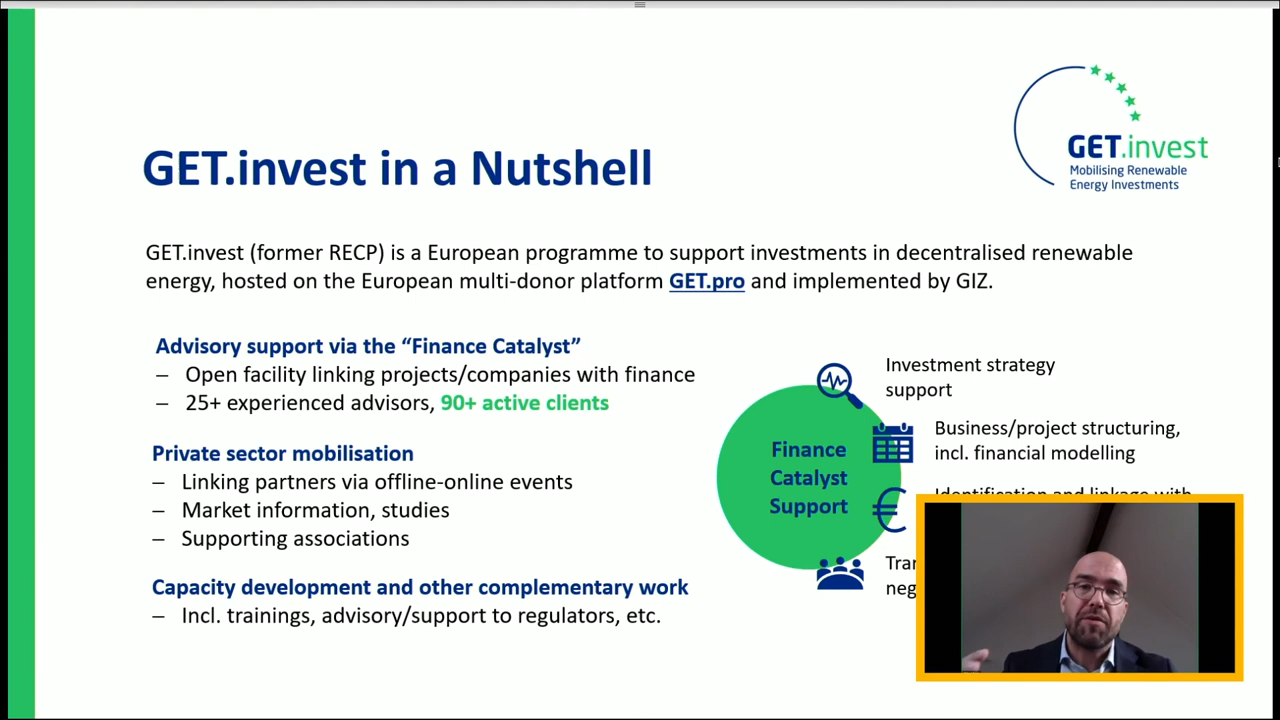 GET.invest
Mobilising Renewable
Energy Investments
GET.invest in a Nutshell
GET.invest (former RECP) is a European programme to support investments in decentralised renewable
energy, hosted on the European multi-donor platform GET.pro and implemented by GIZ.
Advisory support via the “Finance Catalyst”
– Open facility linking projects/companies with finance
– 25+ experienced advisors, 90+ active clients
Private sector mobilisation
– Linking partners via offline-online events
– Market information, studies
– Supporting associations
Capacity development and other complementary work
– Incl. trainings, advisory/support to regulators, etc.
Finance
Catalyst
Support
Investment strategy
support
Business/project structuring,
incl. financial modelling
Identification and linkage with